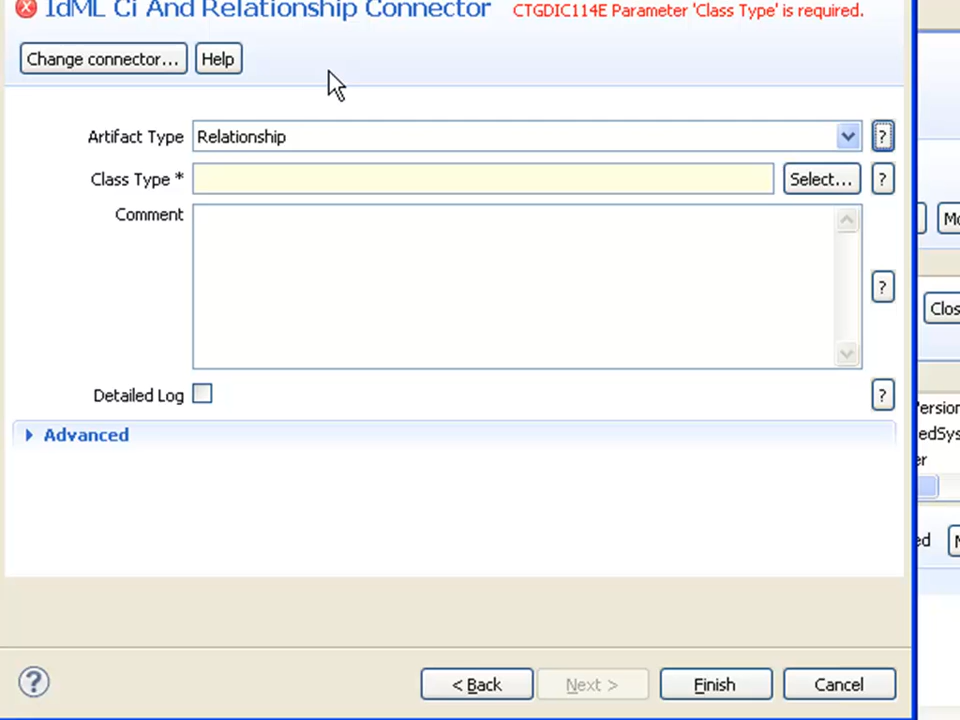 IdML Ci And Relationship Connector
CTGDIC114E Parameter 'Class Type' is required.
Change connector...
Help
Artifact Type
Relationship
?
Class Type *
Select...
?
Comment
?
Detailed Log
?
Advanced
?
< Back
Next >
Finish
Cancel